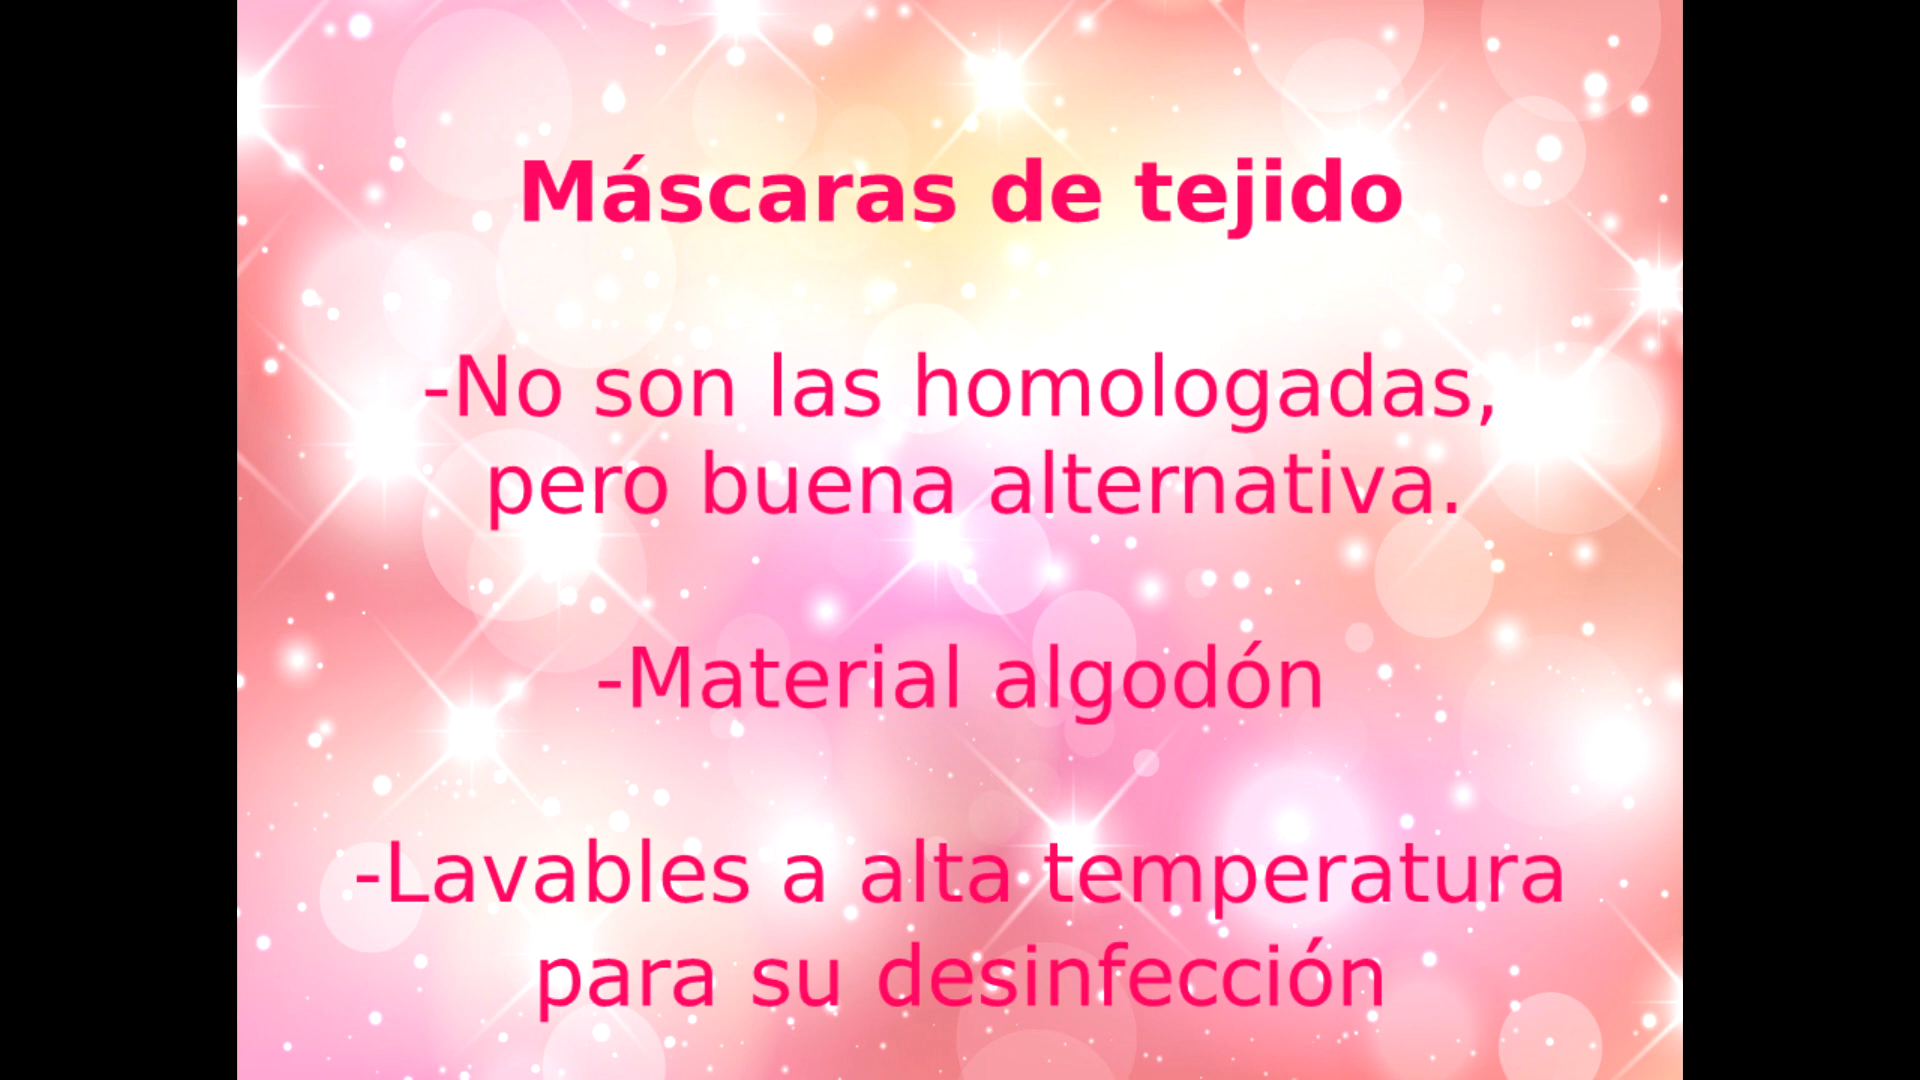 Máscaras de tejido
-No son las homologadas,
pero buena alternativa.
-Material algodón
-Lavables a alta temperatura
para su desinfección